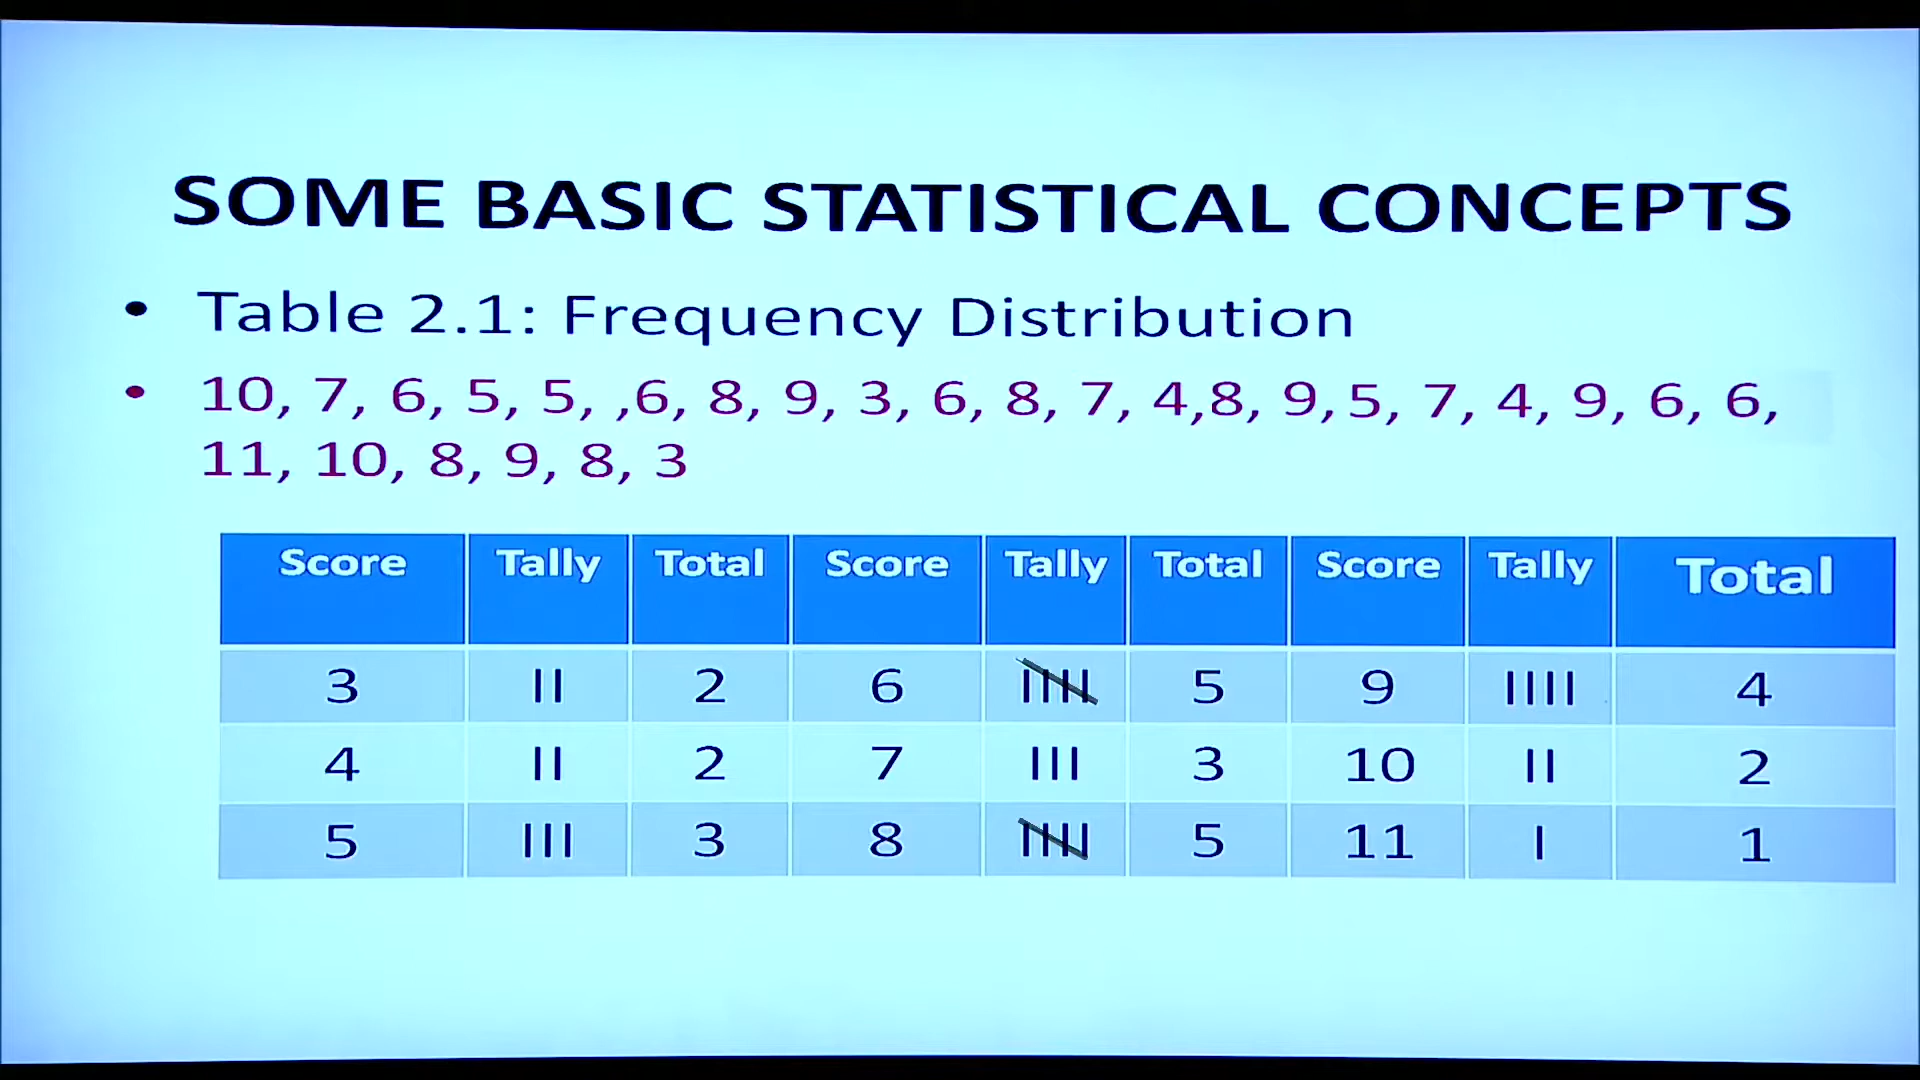 SOME BASIC STATISTICAL CONCEPTS
• Table 2.1: Frequency Distribution
• 10, 7, 6, 5, 5, ,6, 8, 9, 3, 6, 8, 7, 4,8, 9,5, 7, 4, 9, 6, 6,
11, 10, 8, 9, 8, 3
Score Tally Total Score Tally Total Score Tally Total
3 II 2 6 IIIII 5 9 IIII 4
4 II 2 7 III 3 10 II 2
5 III 3 8 IIIII 5 11 I 1